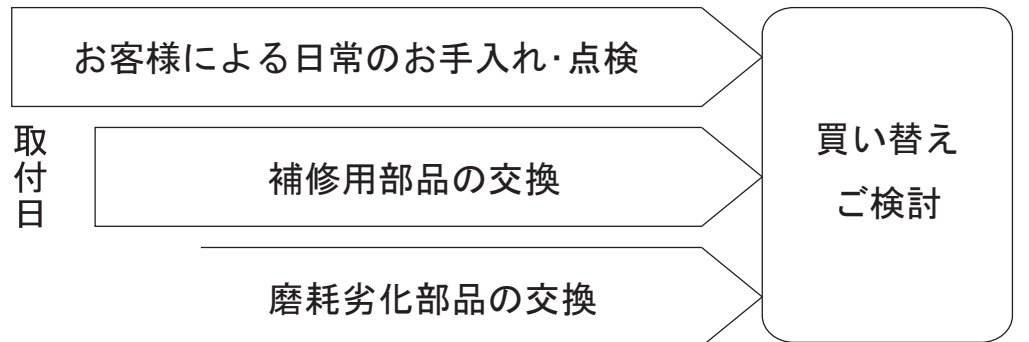 お客様による日常のお手入れ・点検
取付日
補修用部品の交換
磨耗劣化部品の交換
買い替え
ご検討